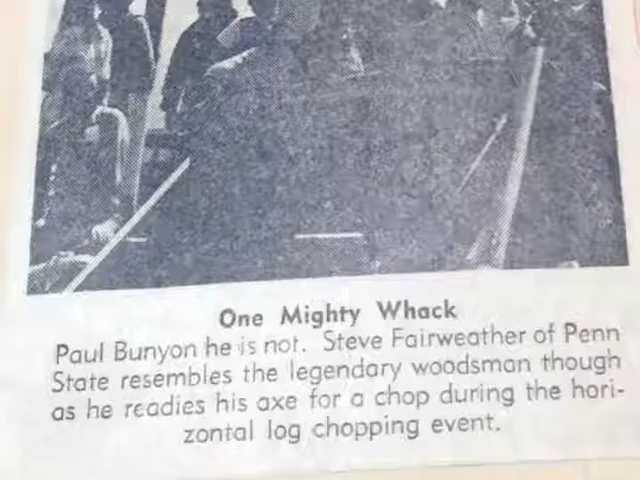 One Mighty Whack
Paul Bunyon he is not. Steve Fairweather of Penn
State resembles the legendary woodsman though
as he readies his axe for a chop during the hori-
zontal log chopping event.